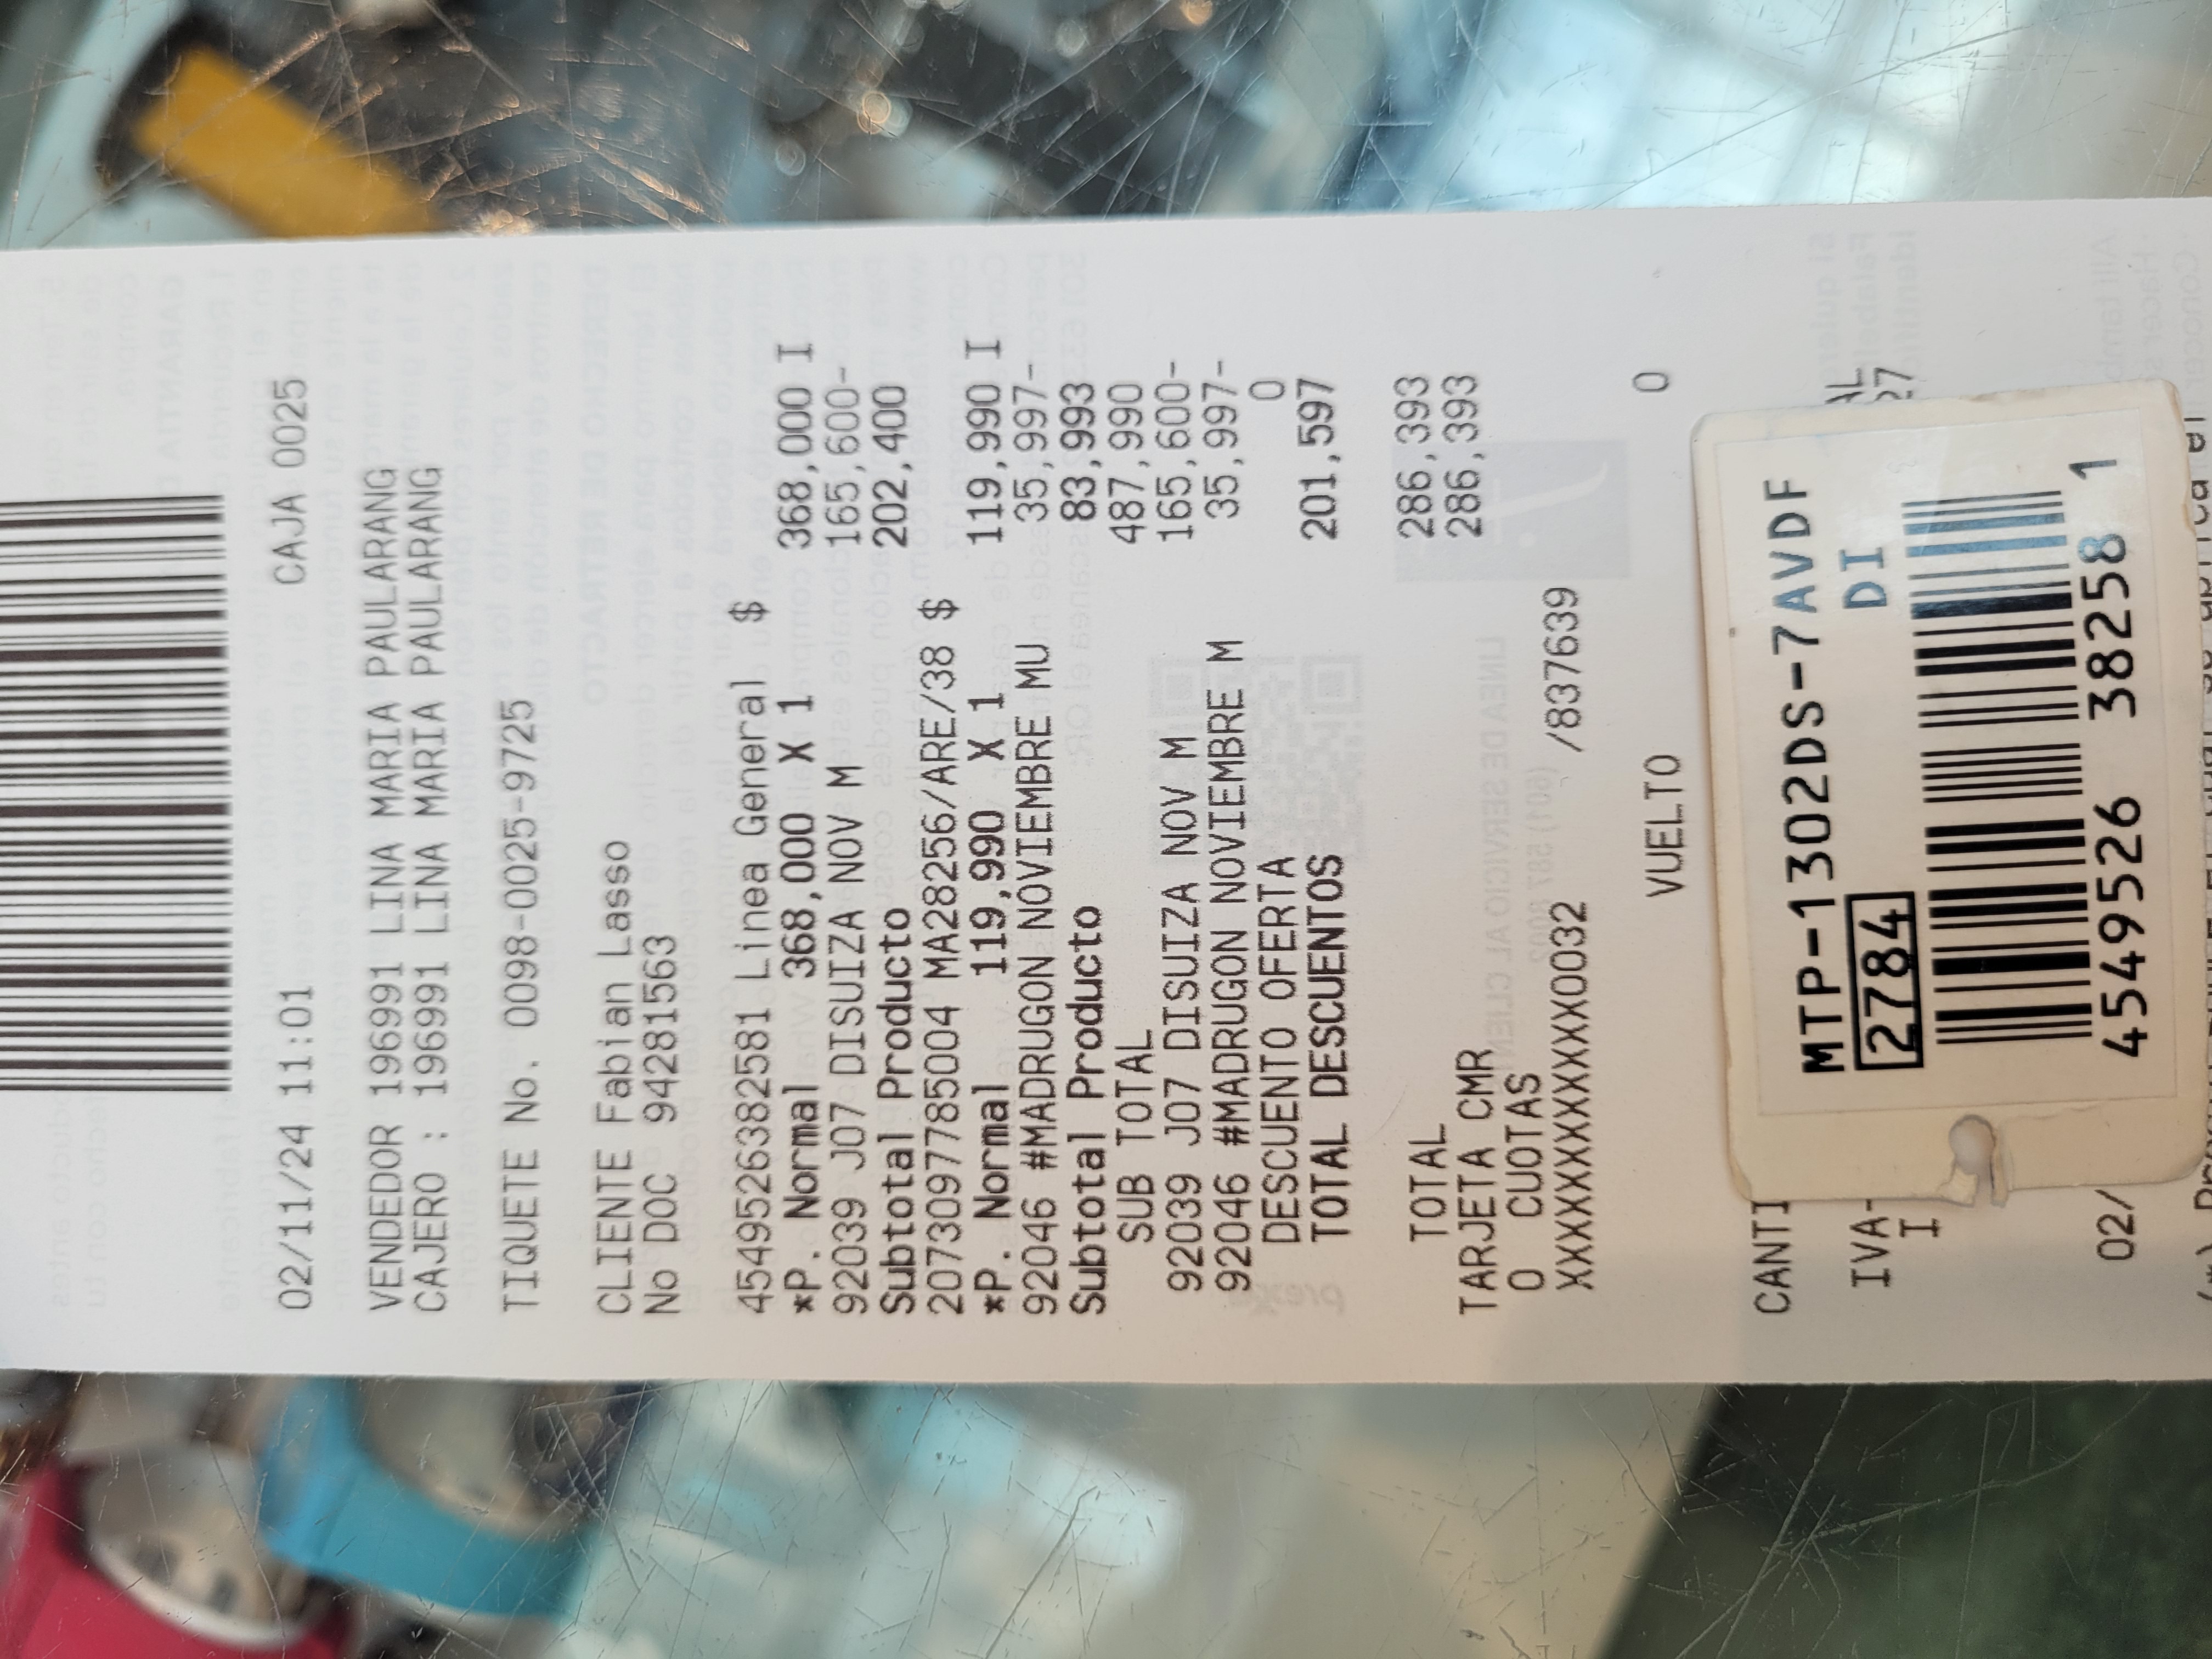 02/11/24 11:01 CAJA 0025
VENDEDOR 196991 LINA MARIA PAULARANG
CAJERO : 196991 LINA MARIA PAULARANG
TIQUETE No. 0098-0025-9725
CLIENTE Fabian Lasso
No DOC 94281563
4549526382581 Linea General $
*P. Normal 368,000 X 1 368,000 I
92039 J07 DISUIZA NOV M 165,600-
Subtotal Producto 202,400
2073097785004 MA28256/ARE/38 $
*P. Normal 119,990 X 1 119,990 I
92046 #MADRUGON NOVIEMBRE MU 35,997-
Subtotal Producto 83,993
SUB TOTAL 487,990
92039 J07 DISUIZA NOV M 165,600-
92046 #MADRUGON NOVIEMBRE M 35,997-
DESCUENTO OFERTA 0
TOTAL DESCUENTOS 201,597
TOTAL 286,393
TARJETA CMR 286,393
0 CUOTAS
XXXXXXXXXXXXXXX0032 /837639
VUELTO 0
CANTI
IVA- AL
I 27
02/
MTP-1302DS-7AVDF
2784 DI
4549526 38258 1